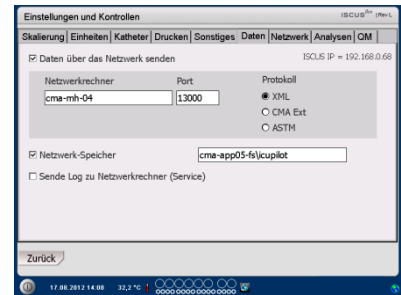 Einstellungen und Kontrollen ISCUSflex |Rev L
Skalierung Einheiten Katheter Drucken Sonstiges Daten Netzwerk Analysen QM
Daten über das Netzwerk senden ISCUS IP = 192.168.0.68
Netzwerkrechner Port Protokoll
cma-mh-04 13000 XML
CMA Ext
ASTM
Netzwerk-Speicher cma-app05-fs\icupilot
Sende Log zu Netzwerkrechner (Service)
Zurück
17.08.2012 14:08 32,2 °C